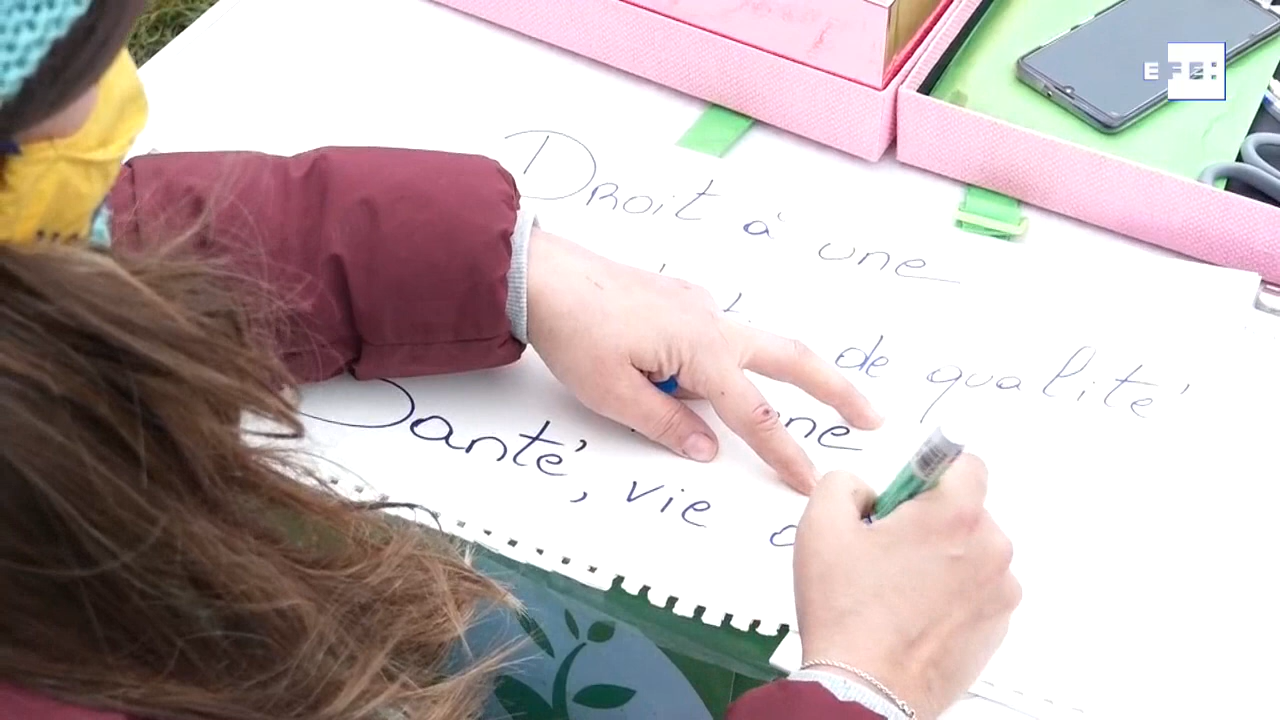 EFE:
Droit à une
de qualité
ne
Santé, vie